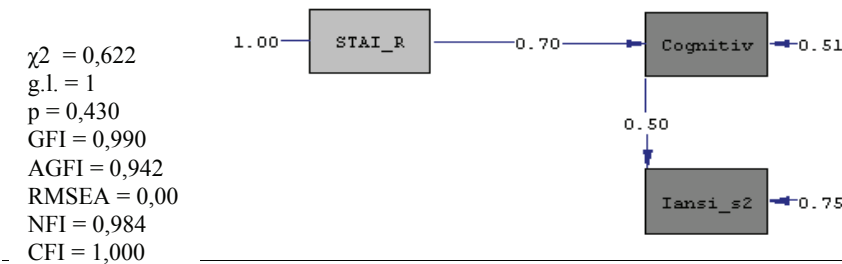 χ2 = 0,622
g.l. = 1
p = 0,430
GFI = 0,990
AGFI = 0,942
RMSEA = 0,00
NFI = 0,984
CFI = 1,000
1.00 STAI_R 0.70 Cognitiv 0.51
0.50
Iansi_s2 0.75